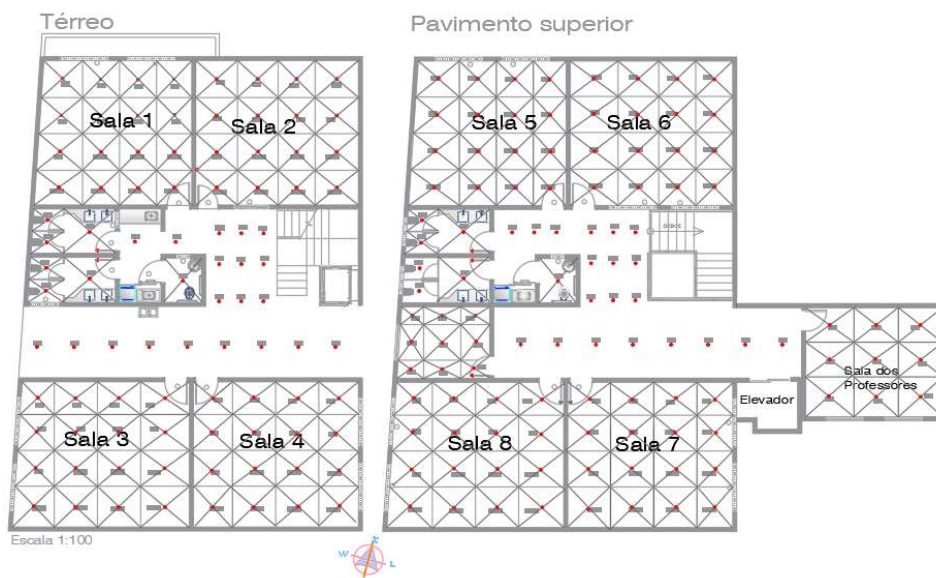 Térreo
Pavimento superior
Sala 1
Sala 2
Sala 5
Sala 6
Sala 3
Sala 4
Sala 8
Sala 7
Elevador
Sala dos
Professores
Escala 1:100
W
L